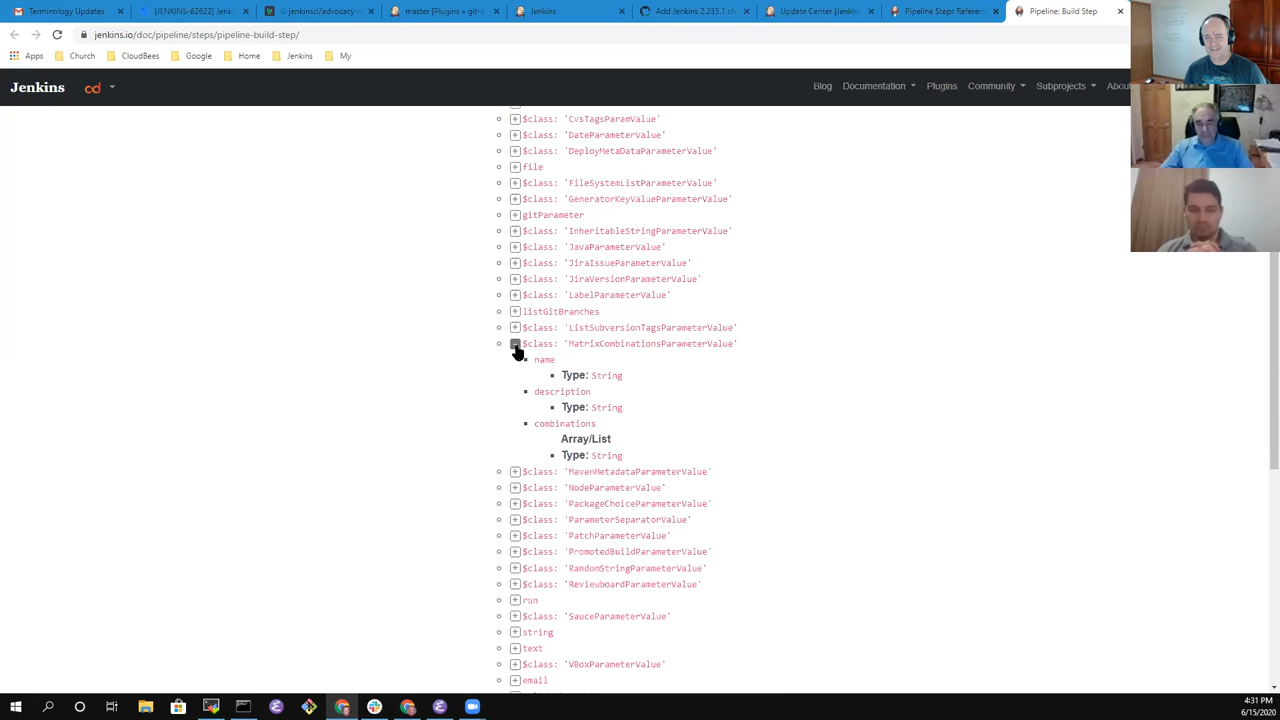 Terminology Updates
[JENKINS-62622] Jenk
jenkinsci/advocacy-
master [Plugins » git-c
Jenkins
Add Jenkins 2.235.1 ch
Update Center [Jenkin
Pipeline Steps Referen
Pipeline: Build Step
jenkins.io/doc/pipeline/steps/pipeline-build-step/
Apps Church CloudBees Google Home Jenkins My
Jenkins cd Blog Documentation Plugins Community Subprojects About
$class: 'CvsTagsParamValue'
$class: 'DateParameterValue'
$class: 'DeployMetaDataParameterValue'
file
$class: 'FileSystemListParameterValue'
$class: 'GeneratorKeyValueParameterValue'
gitParameter
$class: 'InheritableStringParameterValue'
$class: 'JavaParameterValue'
$class: 'JiraIssueParameterValue'
$class: 'JiraVersionParameterValue'
$class: 'LabelParameterValue'
listGitBranches
$class: 'ListSubversionTagsParameterValue'
$class: 'MatrixCombinationsParameterValue'
name
Type: String
description
Type: String
combinations
Array/List
Type: String
$class: 'MavenMetadataParameterValue'
$class: 'NodeParameterValue'
$class: 'PackageChoiceParameterValue'
$class: 'ParameterSeparatorValue'
$class: 'PatchParameterValue'
$class: 'PromotedBuildParameterValue'
$class: 'RandomStringParameterValue'
$class: 'ReviewboardParameterValue'
run
$class: 'SauceParameterValue'
string
text
$class: 'VBoxParameterValue'
email
4:31 PM
6/15/2020